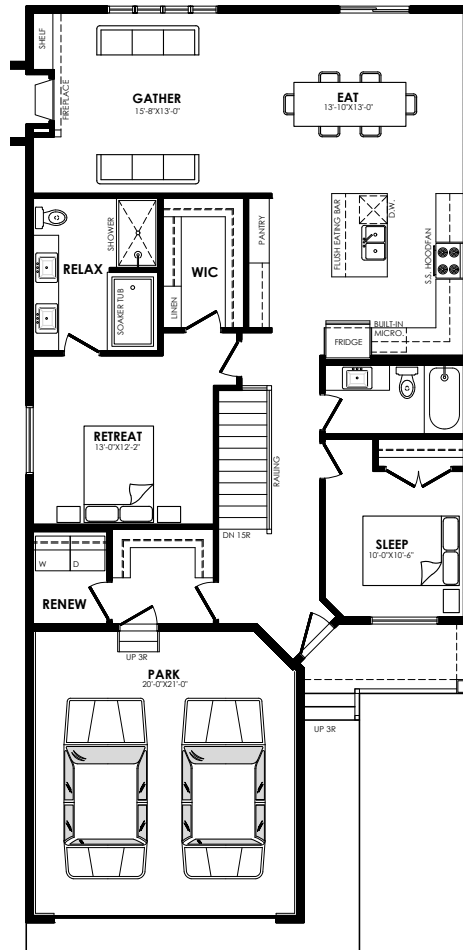 SHELF
FIREPLACE
GATHER
15'-8"X13'-0"
EAT
13'-10"X13'-0"
SHOWER
RELAX
SOAKER TUB
LINEN
WIC
PANTRY
FLUSH EATING BAR
D.W.
S.S. HOODFAN
BUILT-IN
MICRO.
FRIDGE
RETREAT
13'-0"X12'-2"
RAILING
DN 15R
SLEEP
10'-0"X10'-6"
W
D
RENEW
UP 3R
PARK
20'-0"X21'-0"
UP 3R